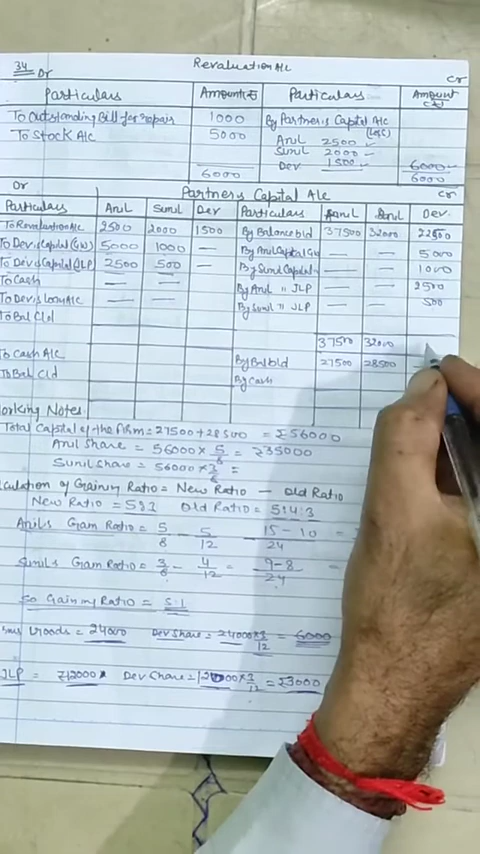 34 Revaluation A/c
Dr Cr
Particulars Amount(₹) Particulars Amount (₹)
To Outstanding Bill for repair 1000 By Partner's Capital A/c
To Stock A/c 5000 (Loss)
Anil 2500
Sunil 2000
Dev 1500 6000
6000 6000
Dr Partner's Capital A/c Cr
Particulars Anil Sunil Dev Particulars Anil Sunil Dev.
To Revaluation A/c 2500 2000 1500 By Balance b/d 37500 32000 22500
To Dev's Capital (GW) 5000 1000 — By Anil Capital GW — — 5000
To Dev's Capital (JLP) 2500 500 — By Sunil Capital — — 1000
To Cash — — By Anil " JLP — — 2500
To Dev's Loan A/c — — By Sunil " JLP — — 500
To Bal C/d
37500 32000
To Cash A/c By Bal b/d 27500 28500
To Bal C/d By Cash
orking Notes
Total Capital of the firm = 27500 + 28500 = ₹56000
Anil Share = 56000 × 5/8 = ₹35000
Sunil Share = 56000 × 3/8 =
lculation of Gaining Ratio = New Ratio — Old Ratio
New Ratio = 5:3 Old Ratio = 5:4:3
Anil's Gain Ratio = 5/8 - 5/12 = 15-10/24 =
Sunil's Gain Ratio = 3/8 - 4/12 = 9-8/24 =
So Gaining Ratio = 5:1
Goods = 24000 Dev Share = 24000 × 3/12 = 6000
JLP = ₹12000 Dev Share = 12000 × 3/12 = ₹3000